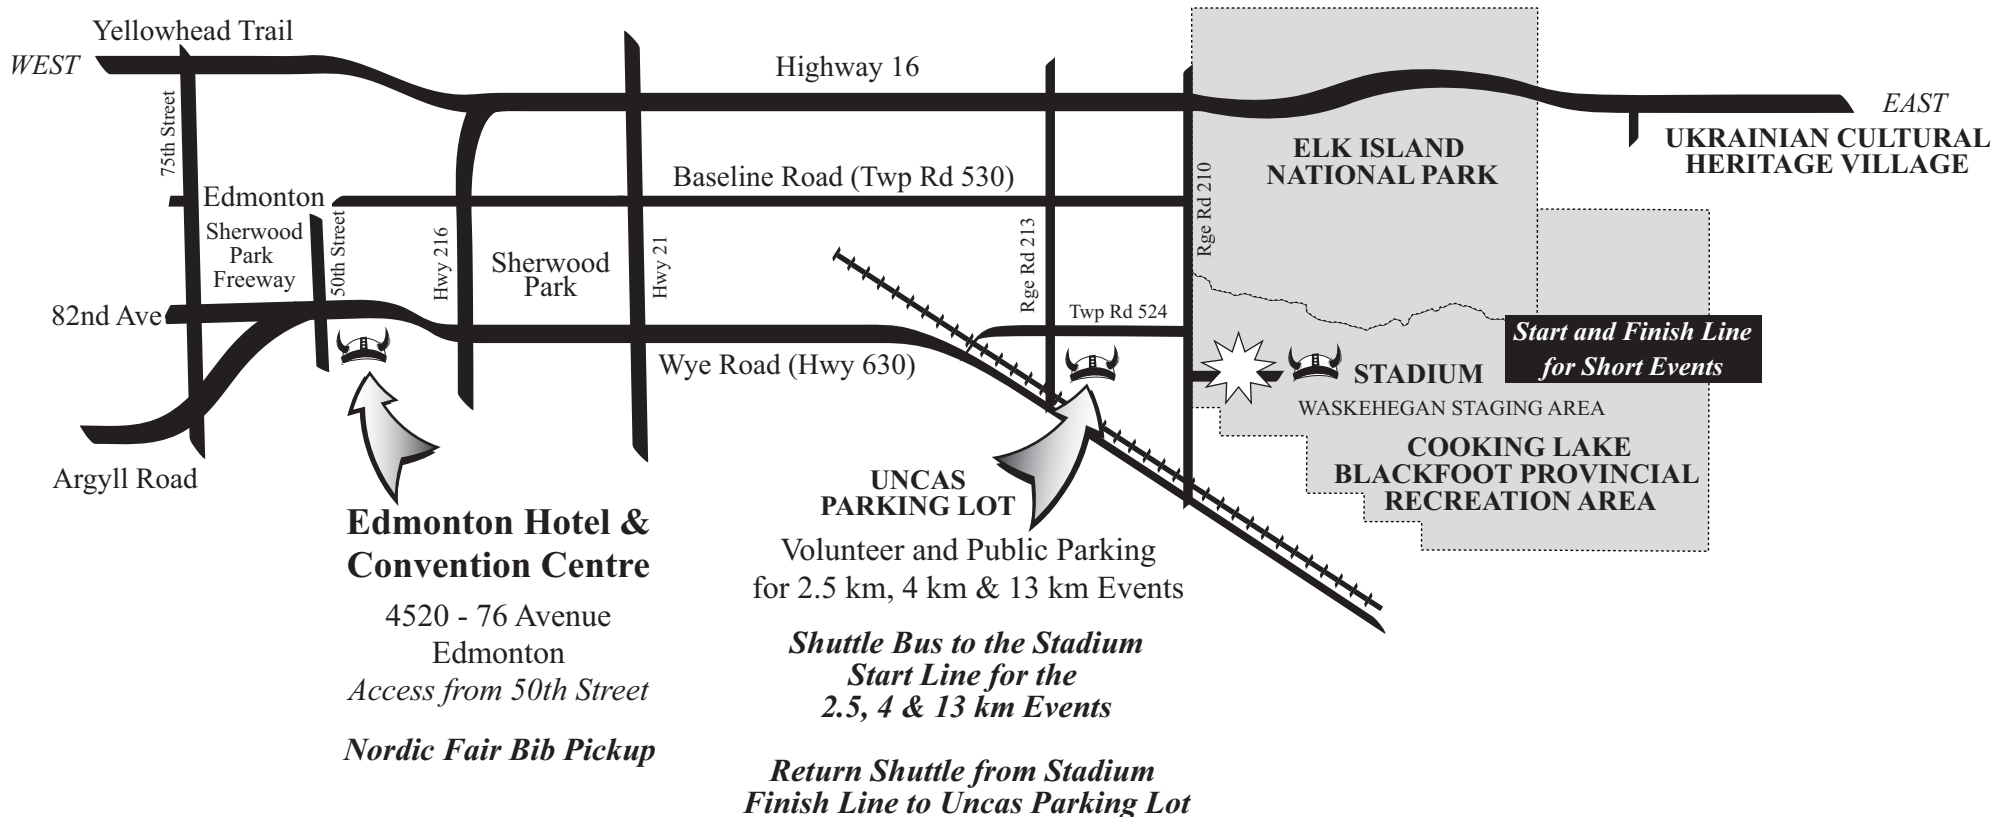 Yellowhead Trail
WEST
Highway 16
EAST
UKRAINIAN CULTURAL
HERITAGE VILLAGE
75th Street
ELK ISLAND
NATIONAL PARK
Baseline Road (Twp Rd 530)
Edmonton
Sherwood
Park
Freeway
50th Street
Hwy 216
Sherwood
Park
Hwy 21
Rge Rd 213
Rge Rd 210
82nd Ave
Twp Rd 524
Wye Road (Hwy 630)
Start and Finish Line
for Short Events
STADIUM
WASKEHEGAN STAGING AREA
COOKING LAKE
BLACKFOOT PROVINCIAL
RECREATION AREA
Argyll Road
Edmonton Hotel &
Convention Centre
4520 - 76 Avenue
Edmonton
Access from 50th Street
Nordic Fair Bib Pickup
UNCAS
PARKING LOT
Volunteer and Public Parking
for 2.5 km, 4 km & 13 km Events
Shuttle Bus to the Stadium
Start Line for the
2.5, 4 & 13 km Events
Return Shuttle from Stadium
Finish Line to Uncas Parking Lot